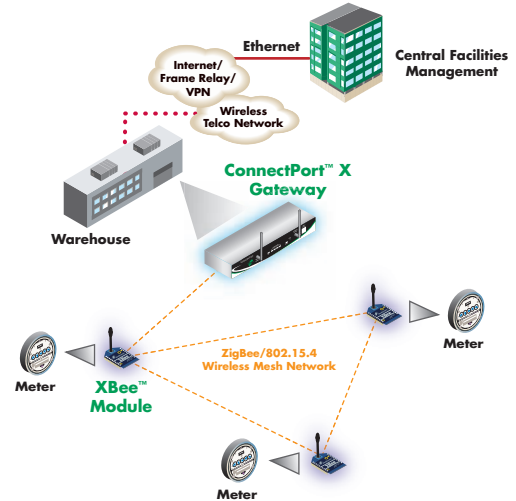 Ethernet
Central Facilities
Management
Internet/
Frame Relay/
VPN
Wireless
Telco Network
ConnectPort™ X
Gateway
Warehouse
ZigBee/802.15.4
Wireless Mesh Network
Meter
Meter
XBee™
Module
Meter